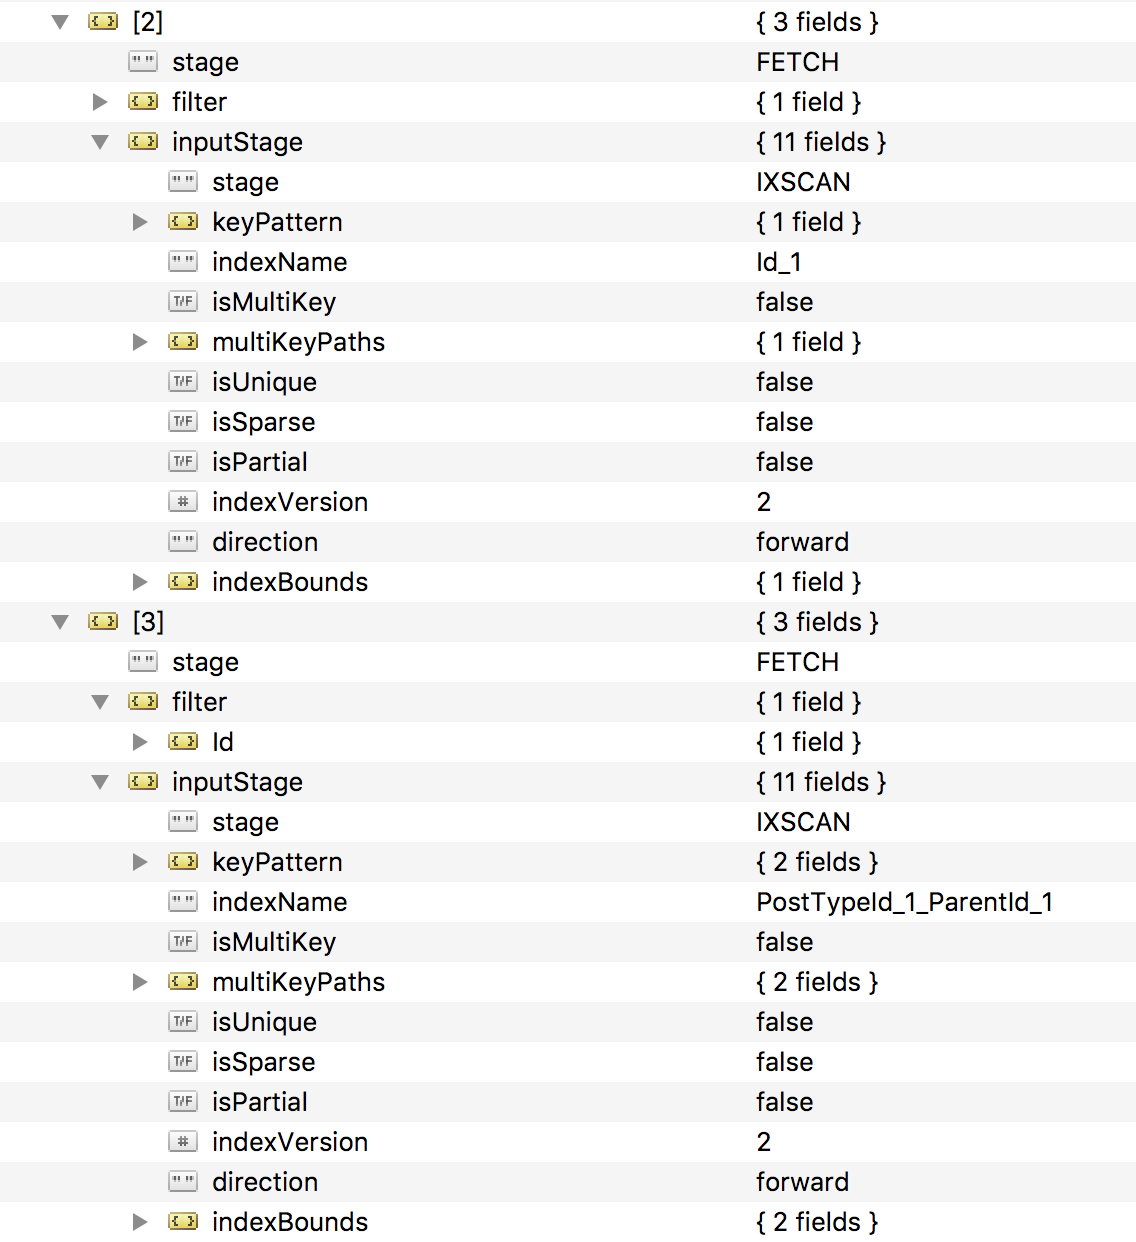 [2] { 3 fields }
stage FETCH
filter { 1 field }
inputStage { 11 fields }
stage IXSCAN
keyPattern { 1 field }
indexName Id_1
isMultiKey false
multiKeyPaths { 1 field }
isUnique false
isSparse false
isPartial false
indexVersion 2
direction forward
indexBounds { 1 field }
[3] { 3 fields }
stage FETCH
filter { 1 field }
Id { 1 field }
inputStage { 11 fields }
stage IXSCAN
keyPattern { 2 fields }
indexName PostTypeId_1_ParentId_1
isMultiKey false
multiKeyPaths { 2 fields }
isUnique false
isSparse false
isPartial false
indexVersion 2
direction forward
indexBounds { 2 fields }